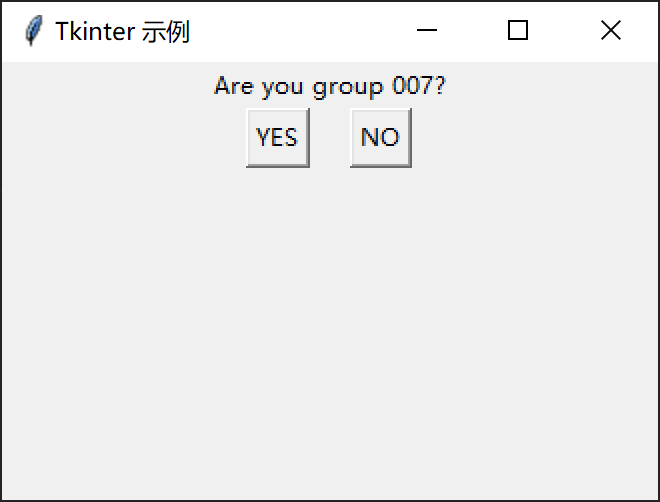 Tkinter 示例
Are you group 007?
YES NO